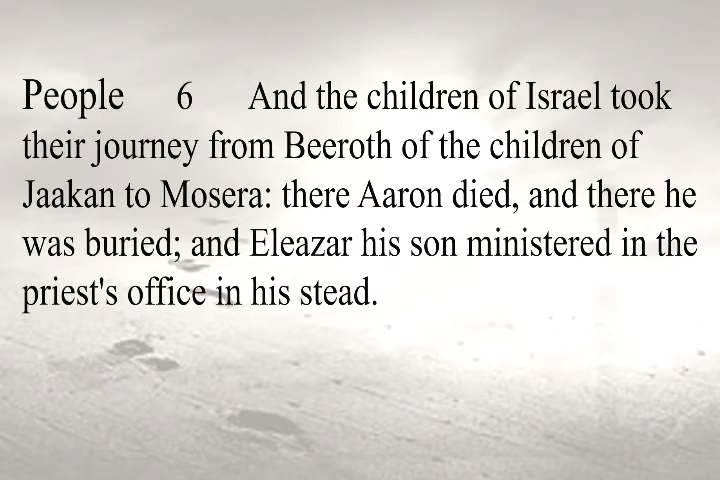 People 6 And the children of Israel took
their journey from Beeroth of the children of
Jaakan to Mosera: there Aaron died, and there he
was buried; and Eleazar his son ministered in the
priest's office in his stead.